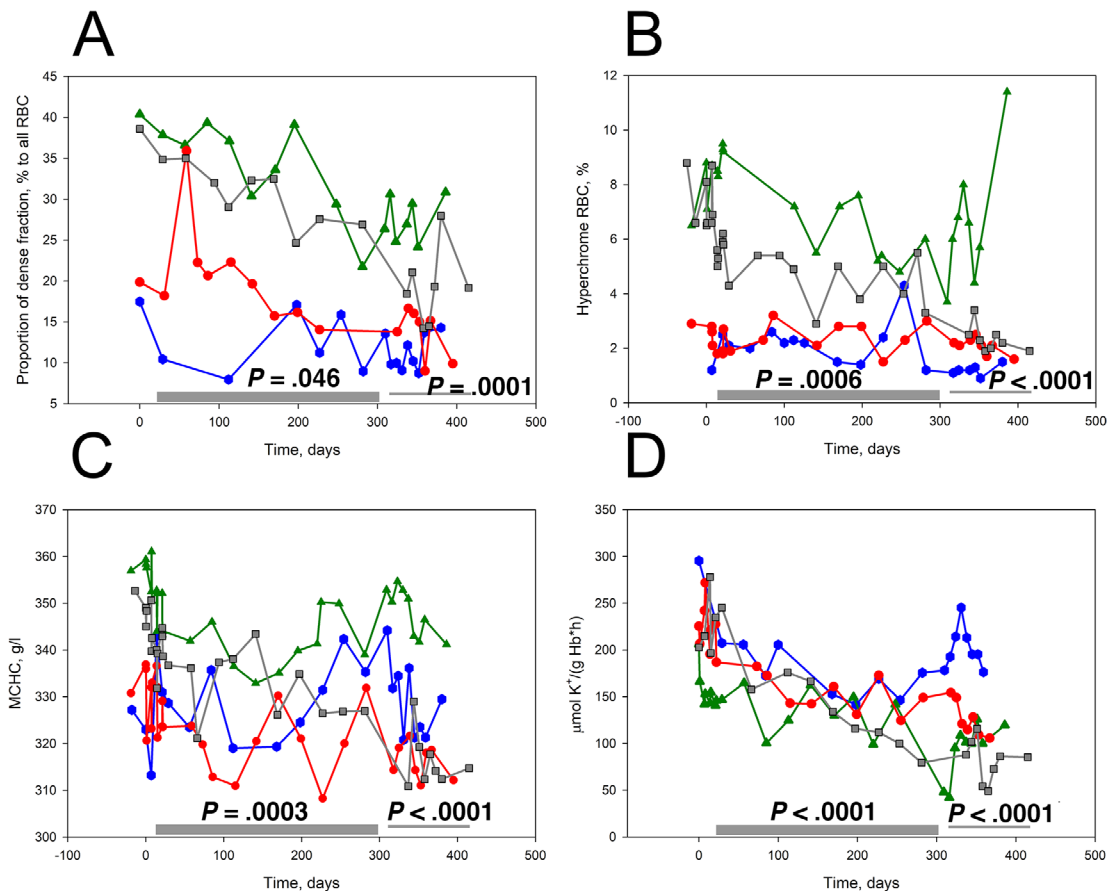 A
Proportion of dense fraction, % to all RBC
45
40
35
30
25
20
15
10
5
P = .046
P = .0001
0 100 200 300 400 500
Time, days
B
Hyperchrome RBC, %
12
10
8
6
4
2
0
P = .0006
P < .0001
-100 0 100 200 300 400 500
Time, days
C
MCHC, g/l
370
360
350
340
330
320
310
300
P = .0003
P < .0001
-100 0 100 200 300 400 500
Time, days
D
μmol K⁺/(g Hb*h)
350
300
250
200
150
100
50
0
P < .0001
P < .0001
0 100 200 300 400 500
Time, days